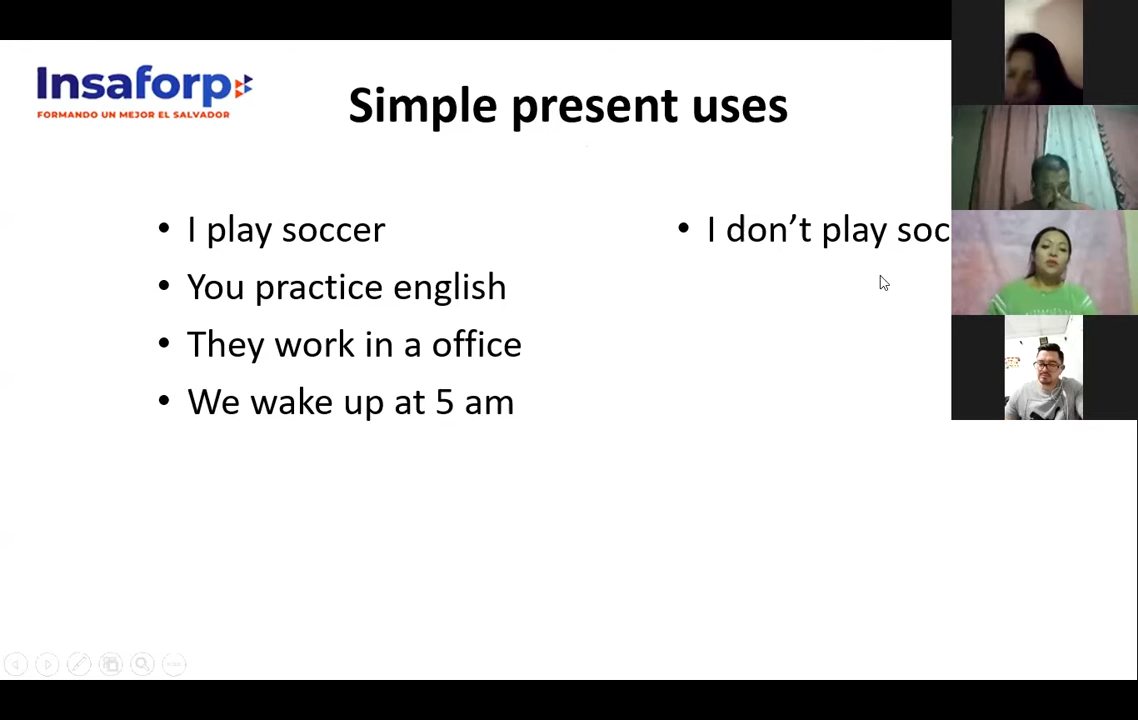 Insaforp
FORMANDO UN MEJOR EL SALVADOR
Simple present uses
• I play soccer
• You practice english
• They work in a office
• We wake up at 5 am
• I don’t play soc